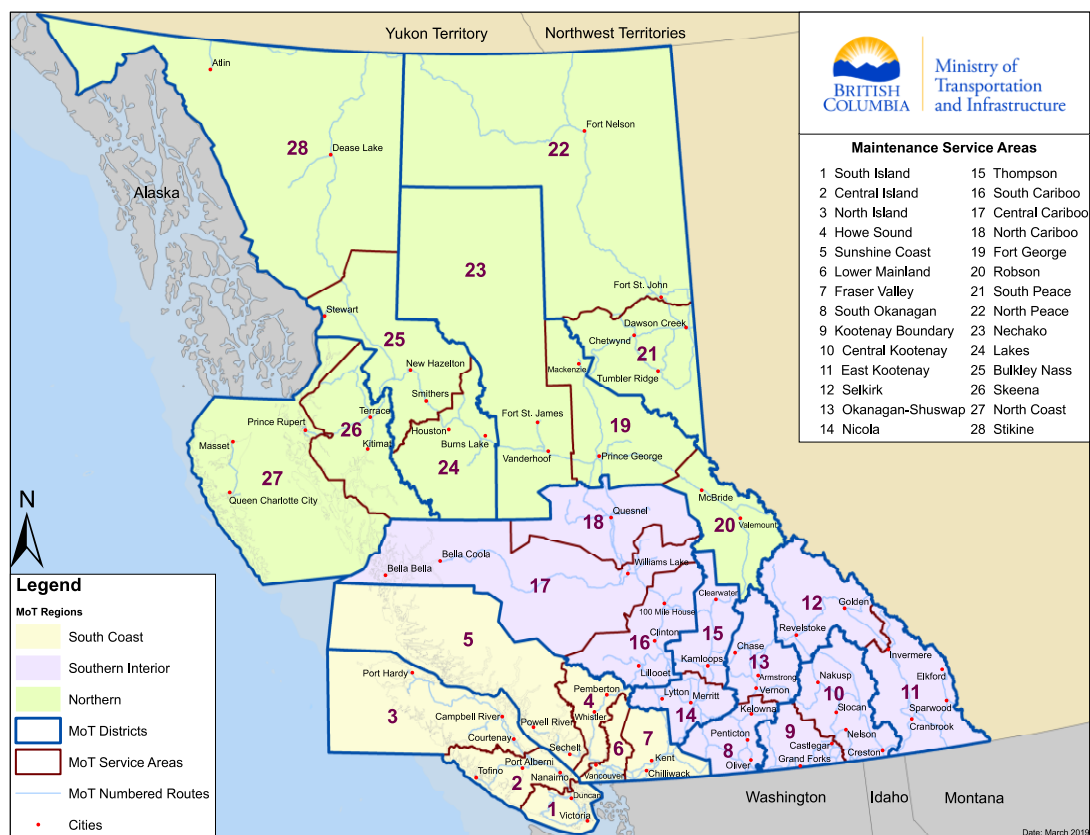 Yukon Territory
Northwest Territories
BRITISH
COLUMBIA
Ministry of
Transportation
and Infrastructure
Maintenance Service Areas
1 South Island
2 Central Island
3 North Island
4 Howe Sound
5 Sunshine Coast
6 Lower Mainland
7 Fraser Valley
8 South Okanagan
9 Kootenay Boundary
10 Central Kootenay
11 East Kootenay
12 Selkirk
13 Okanagan-Shuswap
14 Nicola
15 Thompson
16 South Cariboo
17 Central Cariboo
18 North Cariboo
19 Fort George
20 Robson
21 South Peace
22 North Peace
23 Nechako
24 Lakes
25 Bulkley Nass
26 Skeena
27 North Coast
28 Stikine
Atlin
Fort Nelson
28
Dease Lake
22
Alaska
23
Fort St. John
Stewart
Dawson Creek
25
Chetwynd
21
New Hazelton
Mackenzie
Tumbler Ridge
Smithers
Terrace
Fort St. James
19
Prince Rupert
26
Houston
Masset
Kitimat
Burns Lake
Vanderhoof
Prince George
24
27
Queen Charlotte City
McBride
N
18
Quesnel
20
Valemount
Bella Coola
Williams Lake
Bella Bella
17
Clearwater
12
Golden
100 Mile House
5
16
Clinton
15
Revelstoke
Chase
Invermere
Kamloops
13
Lillooet
Elkford
Port Hardy
Armstrong
Nakusp
11
Pemberton
Lytton
Merritt
Vernon
10
Sparwood
3
4
14
Kelowna
Slocan
Campbell River
Whistler
Cranbrook
Powell River
Penticton
9
Nelson
Courtenay
6
7
8
Castlegar
Creston
Sechelt
Kent
Port Alberni
Oliver
Grand Forks
Tofino
2
Nanaimo
Vancouver
Chilliwack
Duncan
1
Victoria
Washington
Idaho
Montana
Legend
MoT Regions
South Coast
Southern Interior
Northern
MoT Districts
MoT Service Areas
MoT Numbered Routes
Cities
Date: March 2019